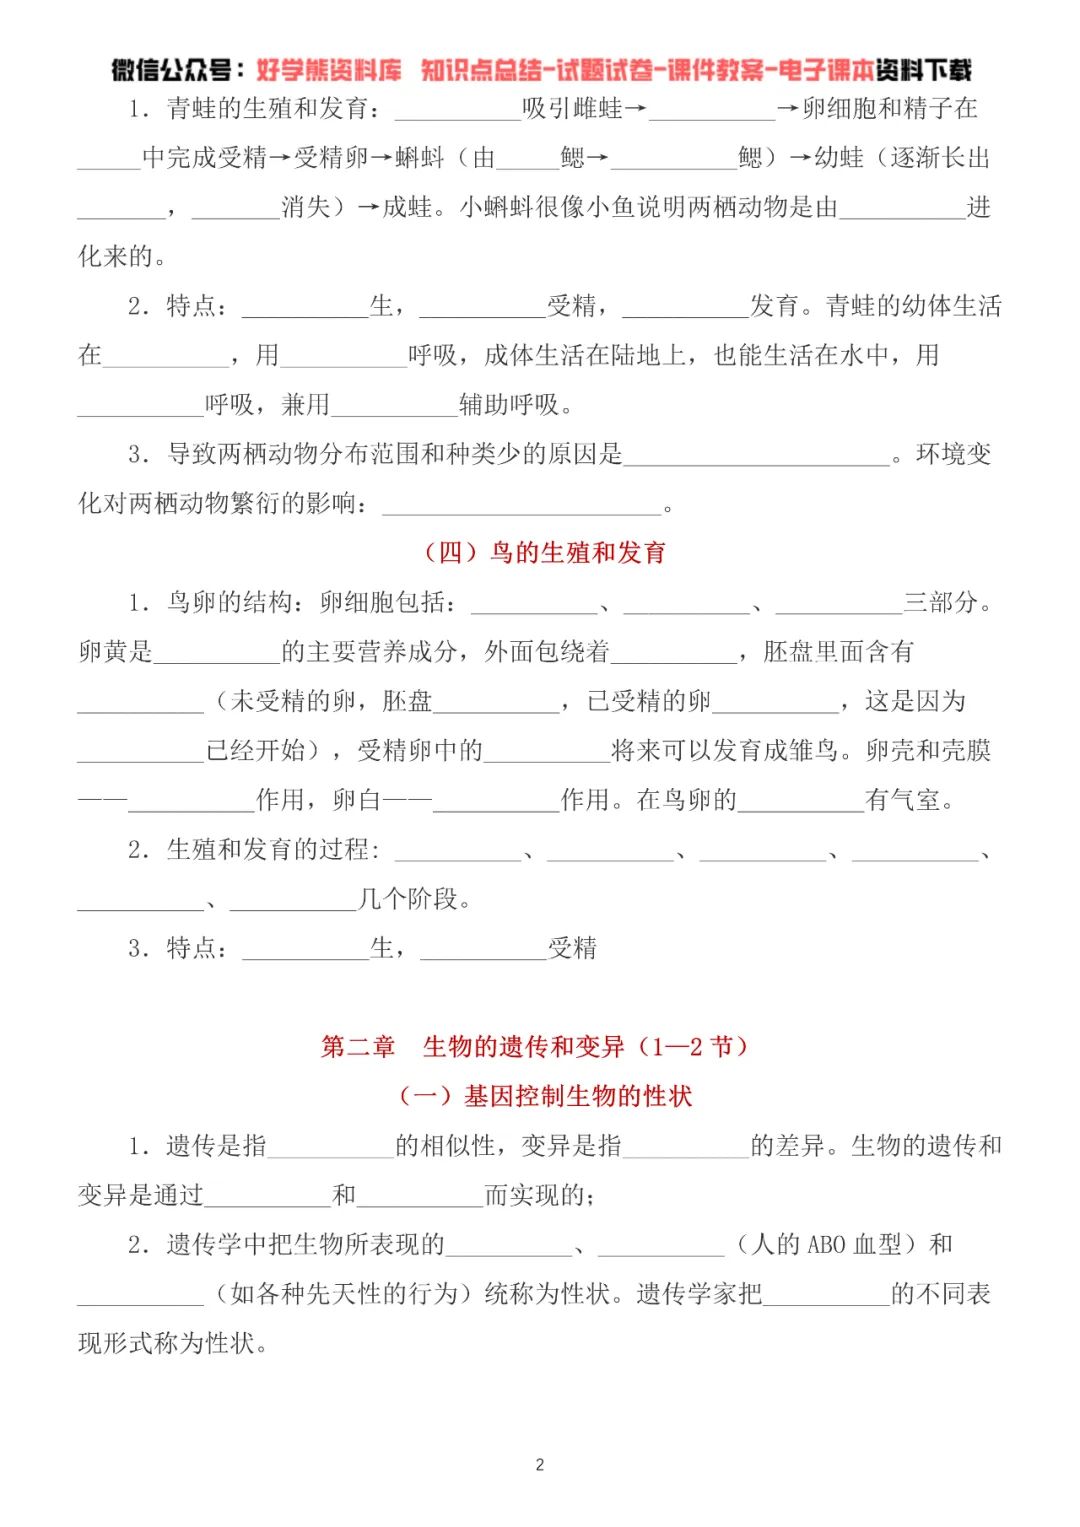 微信公众号：好学熊资料库 知识点总结-试题试卷-课件教案-电子课本资料下载
1．青蛙的生殖和发育：__________吸引雌蛙→__________→卵细胞和精子在
_____中完成受精→受精卵→蝌蚪（由_____鳃→__________鳃）→幼蛙（逐渐长出
_______，_______消失）→成蛙。小蝌蚪很像小鱼说明两栖动物是由__________进
化来的。
2．特点：__________生，__________受精，__________发育。青蛙的幼体生活
在__________，用__________呼吸，成体生活在陆地上，也能生活在水中，用
__________呼吸，兼用__________辅助呼吸。
3．导致两栖动物分布范围和种类少的原因是_____________________。环境变
化对两栖动物繁衍的影响：______________________。
（四）鸟的生殖和发育
1．鸟卵的结构：卵细胞包括：__________、__________、__________三部分。
卵黄是__________的主要营养成分，外面包绕着__________，胚盘里面含有
__________（未受精的卵，胚盘__________，已受精的卵__________，这是因为
__________已经开始），受精卵中的__________将来可以发育成雏鸟。卵壳和壳膜
——__________作用，卵白——__________作用。在鸟卵的__________有气室。
2．生殖和发育的过程：__________、__________、__________、__________、
__________、__________几个阶段。
3．特点：__________生，__________受精
第二章 生物的遗传和变异（1—2 节）
（一）基因控制生物的性状
1．遗传是指__________的相似性，变异是指__________的差异。生物的遗传和
变异是通过__________和__________而实现的；
2．遗传学中把生物所表现的__________、__________（人的 ABO 血型）和
__________（如各种先天性的行为）统称为性状。遗传学家把__________的不同表
现形式称为性状。
2